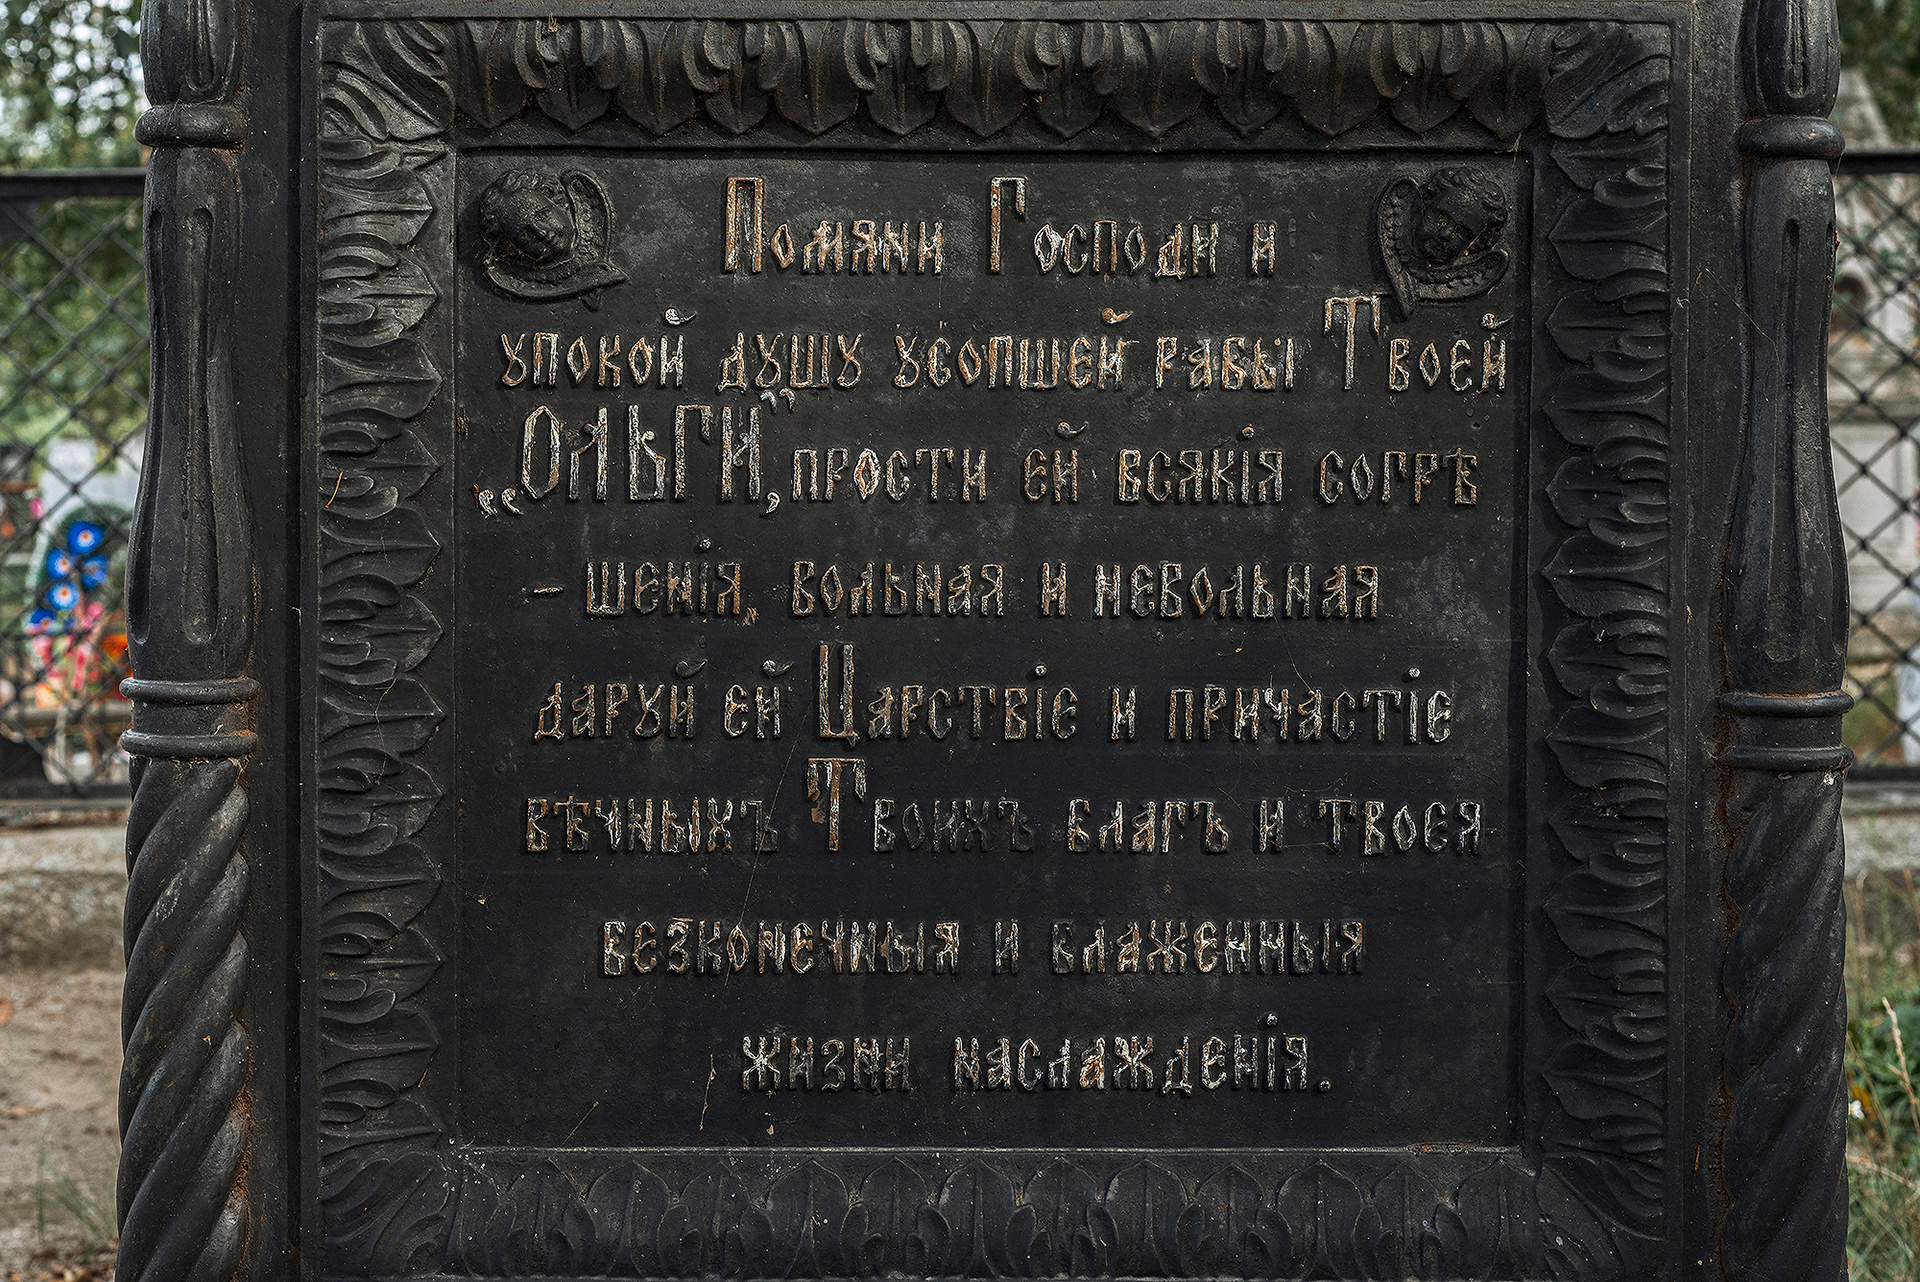 Помяни Господи и
упокой душу усопшей рабы Твоей
„ОЛЬГИ“, прости ей всякія согрѣ
- шенія, вольная и невольная
даруй ей Царствіе и причастіе
вѣчныхъ Твоихъ благъ и твоея
безконечныя и блаженныя
жизни наслажденія.